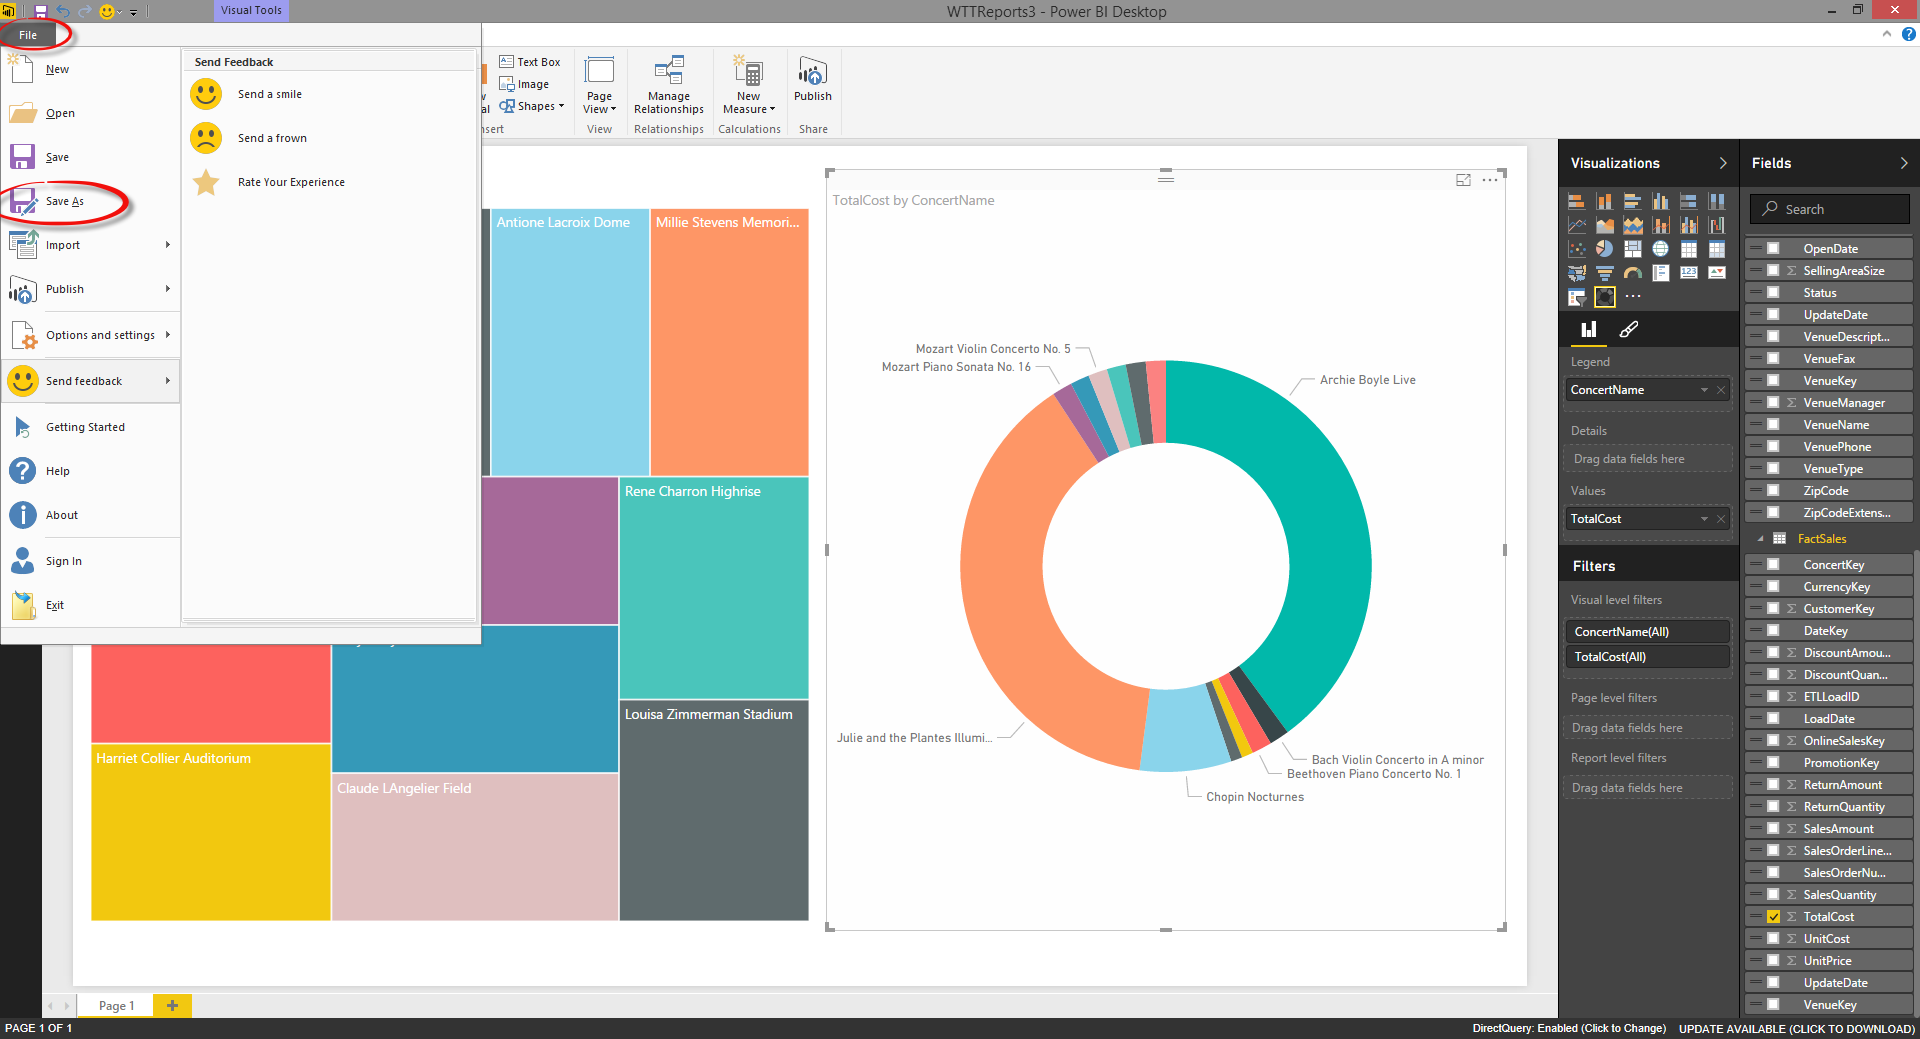 Visual Tools
WTTReports3 - Power BI Desktop
File
New
Open
Save
Save As
Import
Publish
Options and settings
Send feedback
Getting Started
Help
About
Sign In
Exit
Send Feedback
Send a smile
Send a frown
Rate Your Experience
Text Box
Image
Shapes
Page
View
View
Manage
Relationships
Relationships
New
Measure
Calculations
Publish
Share
Antione Lacroix Dome
Millie Stevens Memori...
Rene Charron Highrise
Louisa Zimmerman Stadium
Harriet Collier Auditorium
Claude LAngelier Field
TotalCost by ConcertName
Mozart Violin Concerto No. 5
Mozart Piano Sonata No. 16
Archie Boyle Live
Julie and the Plantes Illumi...
Bach Violin Concerto in A minor
Beethoven Piano Concerto No. 1
Chopin Nocturnes
Visualizations
Legend
ConcertName
Details
Drag data fields here
Values
TotalCost
Filters
Visual level filters
ConcertName(All)
TotalCost(All)
Page level filters
Drag data fields here
Report level filters
Drag data fields here
Fields
Search
OpenDate
SellingAreaSize
Status
UpdateDate
VenueDescript...
VenueFax
VenueKey
VenueManager
VenueName
VenuePhone
VenueType
ZipCode
ZipCodeExtens...
FactSales
ConcertKey
CurrencyKey
CustomerKey
DateKey
DiscountAmou...
DiscountQuan...
ETLLoadID
LoadDate
OnlineSalesKey
PromotionKey
ReturnAmount
ReturnQuantity
SalesAmount
SalesOrderLine...
SalesOrderNu...
SalesQuantity
TotalCost
UnitCost
UnitPrice
UpdateDate
VenueKey
Page 1
PAGE 1 OF 1
DirectQuery: Enabled (Click to Change)
UPDATE AVAILABLE (CLICK TO DOWNLOAD)